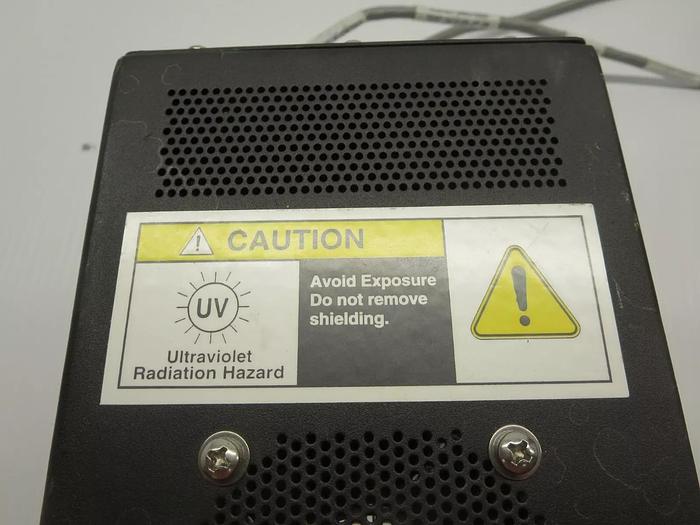 CAUTION
UV
Ultraviolet
Radiation Hazard
Avoid Exposure
Do not remove
shielding.